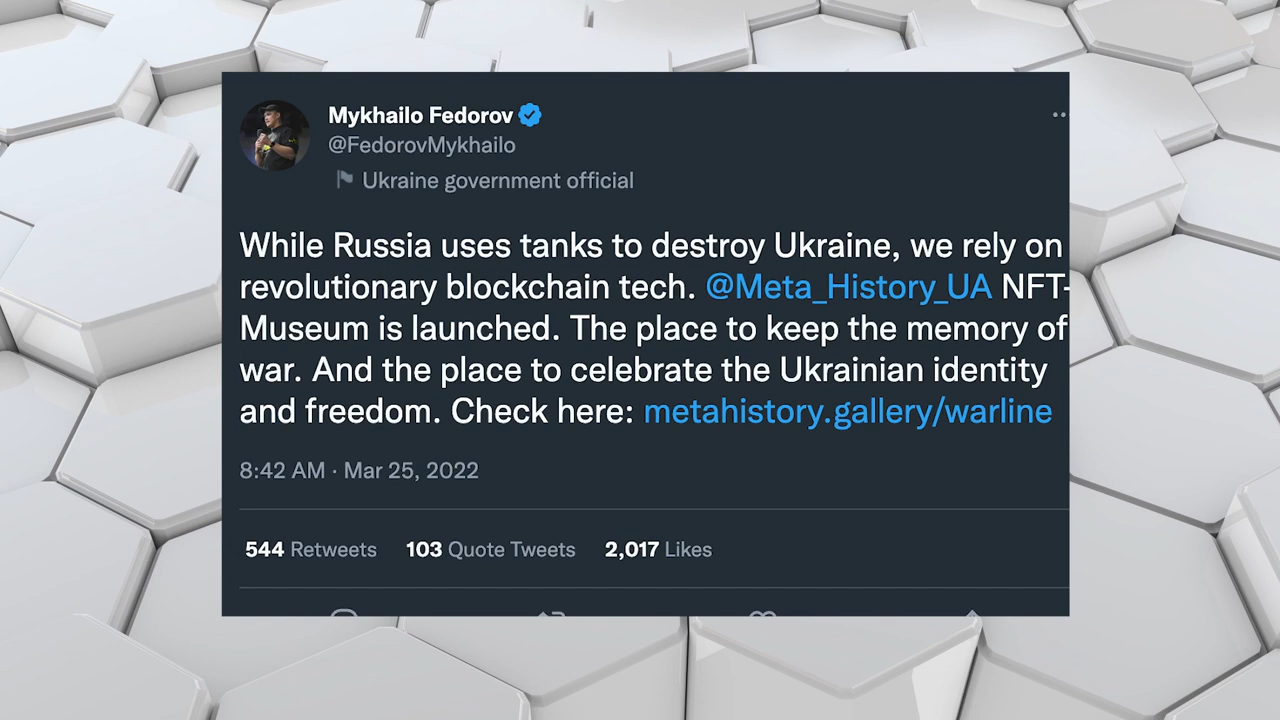 Mykhailo Fedorov
@FedorovMykhailo
Ukraine government official
While Russia uses tanks to destroy Ukraine, we rely on
revolutionary blockchain tech. @Meta_History_UA NFT-
Museum is launched. The place to keep the memory of
war. And the place to celebrate the Ukrainian identity
and freedom. Check here: metahistory.gallery/warline
8:42 AM · Mar 25, 2022
544 Retweets 103 Quote Tweets 2,017 Likes